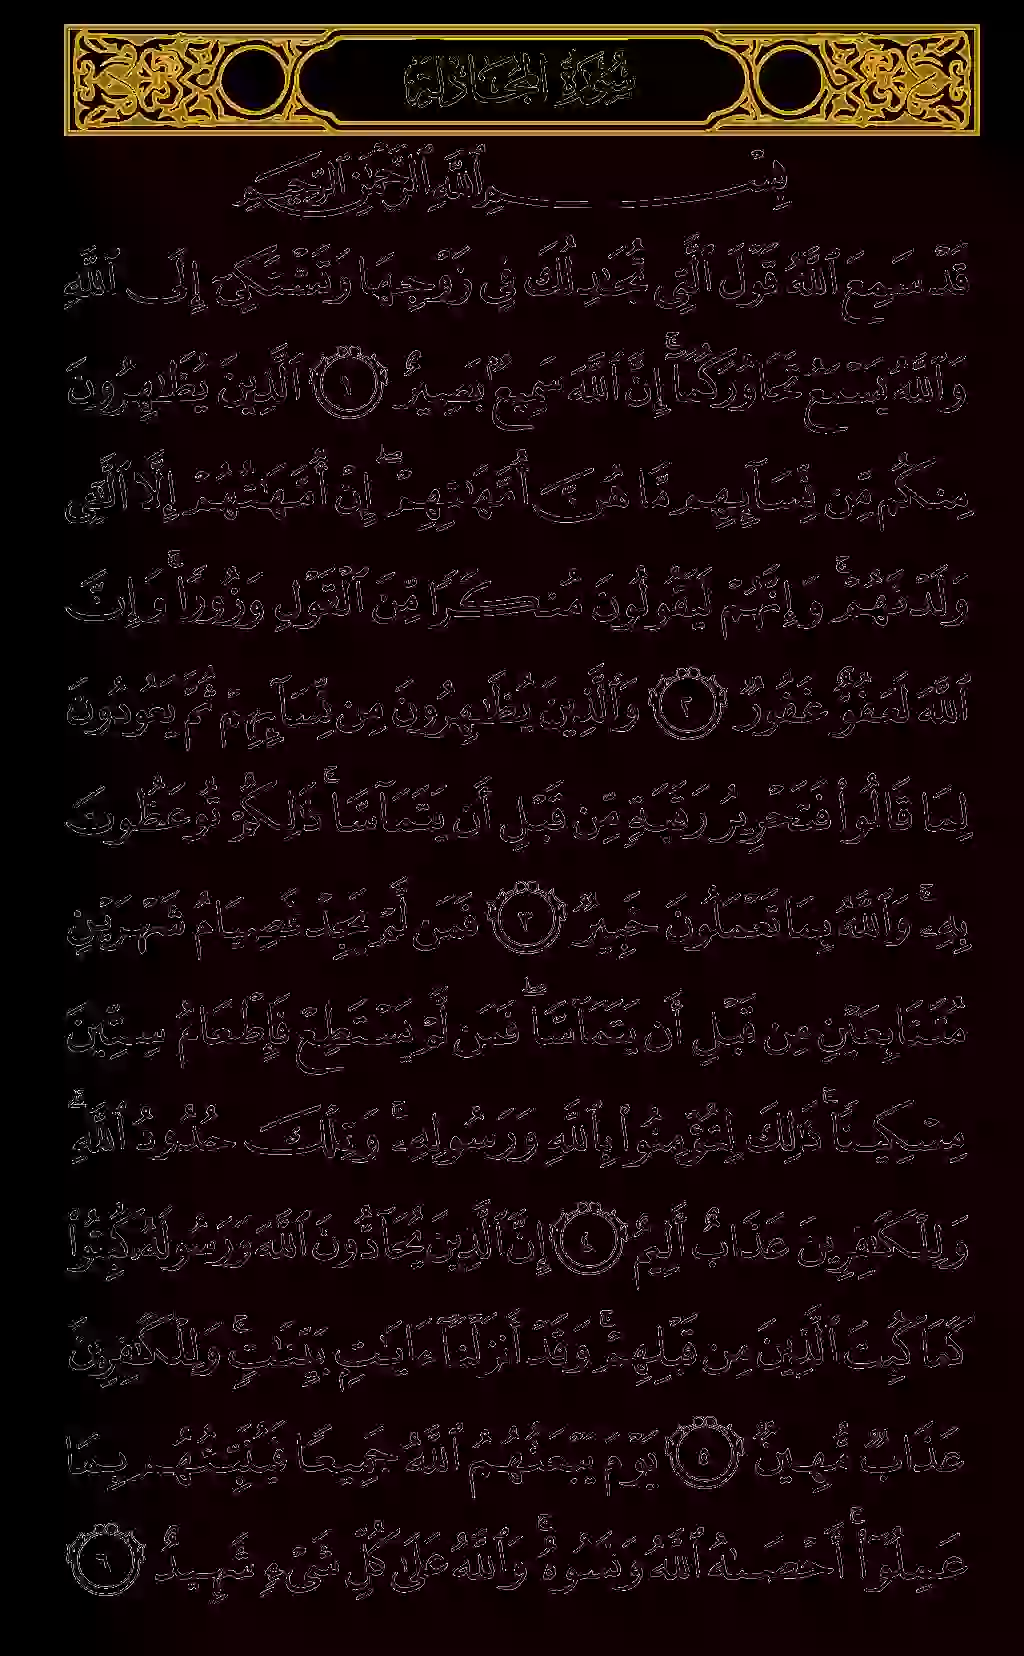 سُورَةُ المُجَادلَة
بِسْمِ ٱللَّهِ ٱلرَّحْمَٰنِ ٱلرَّحِيمِ
قَدْ سَمِعَ ٱللَّهُ قَوْلَ ٱلَّتِى تُجَٰدِلُكَ فِى زَوْجِهَا وَتَشْتَكِىٓ إِلَى ٱللَّهِ
وَٱللَّهُ يَسْمَعُ تَحَاوُرَكُمَآ ۚ إِنَّ ٱللَّهَ سَمِيعٌۢ بَصِيرٌ ١ ٱلَّذِينَ يُظَٰهِرُونَ
مِنكُم مِّن نِّسَآئِهِم مَّا هُنَّ أُمَّهَٰتِهِمْ ۖ إِنْ أُمَّهَٰتُهُمْ إِلَّا ٱلَّٰٓـِٔى
وَلَدْنَهُمْ ۚ وَإِنَّهُمْ لَيَقُولُونَ مُنكَرًا مِّنَ ٱلْقَوْلِ وَزُورًا ۚ وَإِنَّ
ٱللَّهَ لَعَفُوٌّ غَفُورٌ ٢ وَٱلَّذِينَ يُظَٰهِرُونَ مِن نِّسَآئِهِمْ ثُمَّ يَعُودُونَ
لِمَا قَالُوا۟ فَتَحْرِيرُ رَقَبَةٍ مِّن قَبْلِ أَن يَتَمَآسَّا ۚ ذَٰلِكُمْ تُوعَظُونَ
بِهِۦ ۚ وَٱللَّهُ بِمَا تَعْمَلُونَ خَبِيرٌ ٣ فَمَن لَّمْ يَجِدْ فَصِيَامُ شَهْرَيْنِ
مُتَتَابِعَيْنِ مِن قَبْلِ أَن يَتَمَآسَّا ۖ فَمَن لَّمْ يَسْتَطِعْ فَإِطْعَامُ سِتِّينَ
مِسْكِينًا ۚ ذَٰلِكَ لِتُؤْمِنُوا۟ بِٱللَّهِ وَرَسُولِهِۦ ۚ وَتِلْكَ حُدُودُ ٱللَّهِ ۗ
وَلِلْكَٰفِرِينَ عَذَابٌ أَلِيمٌ ٤ إِنَّ ٱلَّذِينَ يُحَآدُّونَ ٱللَّهَ وَرَسُولَهُۥ كُبِتُوا۟
كَمَا كُبِتَ ٱلَّذِينَ مِن قَبْلِهِمْ ۚ وَقَدْ أَنزَلْنَآ ءَايَٰتٍۭ بَيِّنَٰتٍ ۚ وَلِلْكَٰفِرِينَ
عَذَابٌ مُّهِينٌ ٥ يَوْمَ يَبْعَثُهُمُ ٱللَّهُ جَمِيعًا فَيُنَبِّئُهُم بِمَا
عَمِلُوٓا۟ ۚ أَحْصَىٰهُ ٱللَّهُ وَنَسُوهُ ۚ وَٱللَّهُ عَلَىٰ كُلِّ شَىْءٍ شَهِيدٌ ٦